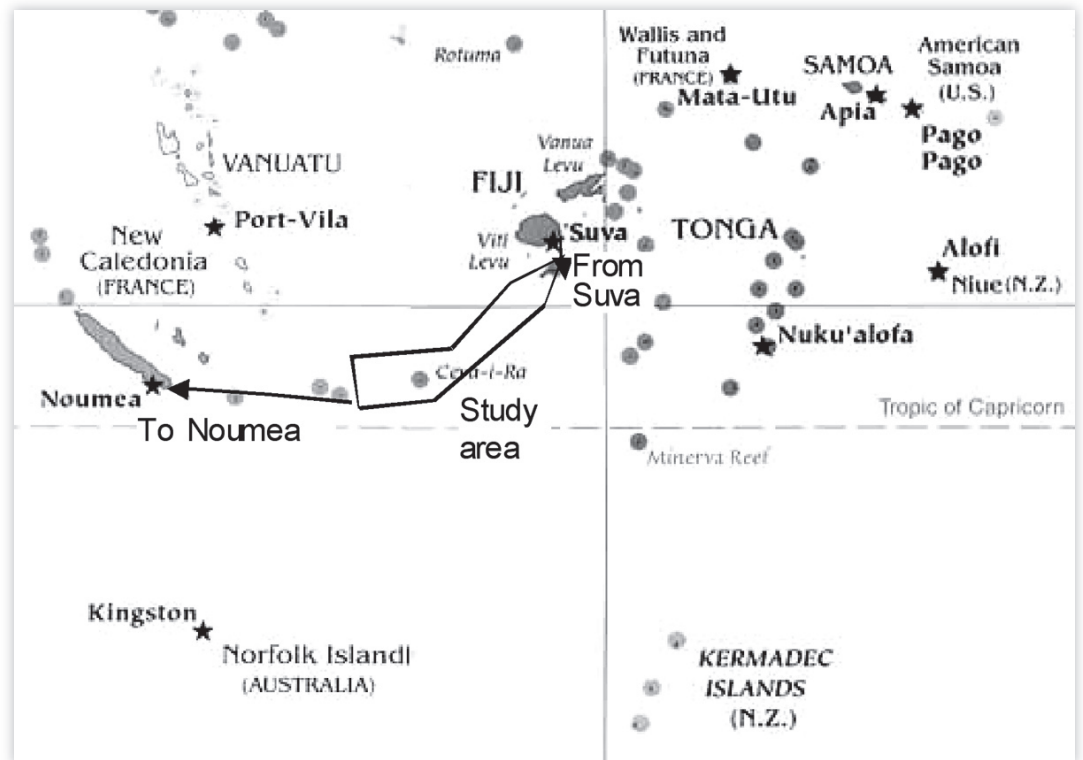 Rotuma
Wallis and
Futuna
(FRANCE)
Mata-Utu
SAMOA
Apia
American
Samoa
(U.S.)
Pago
Pago
VANUATU
Port-Vila
Vanua
Levu
FIJI
Suva
Viti
Levu
From
Suva
TONGA
Alofi
Niue (N.Z.)
New
Caledonia
(FRANCE)
Nuku'alofa
Ceva-i-Ra
Noumea
To Noumea
Study
area
Tropic of Capricorn
Minerva Reef
Kingston
Norfolk Island
(AUSTRALIA)
KERMADEC
ISLANDS
(N.Z.)